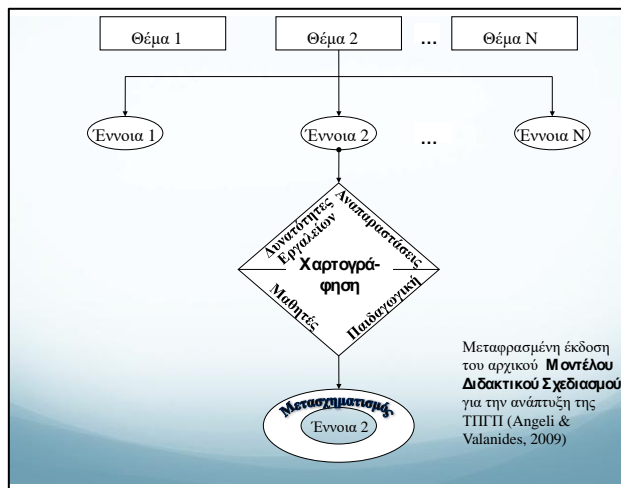 Θέμα 1
Θέμα 2
...
Θέμα Ν
Έννοια 1
Έννοια 2
...
Έννοια Ν
Δυνατότητες
Εργαλείων
Αναπαραστάσεις
Χαρτογρά-
φηση
Μαθητές
Παιδαγωγική
Μετασχηματισμός
Έννοια 2
Μεταφρασμένη έκδοση
του αρχικού Μοντέλου
Διδακτικού Σχεδιασμού
για την ανάπτυξη της
ΤΠΓΠ (Angeli &
Valanides, 2009)